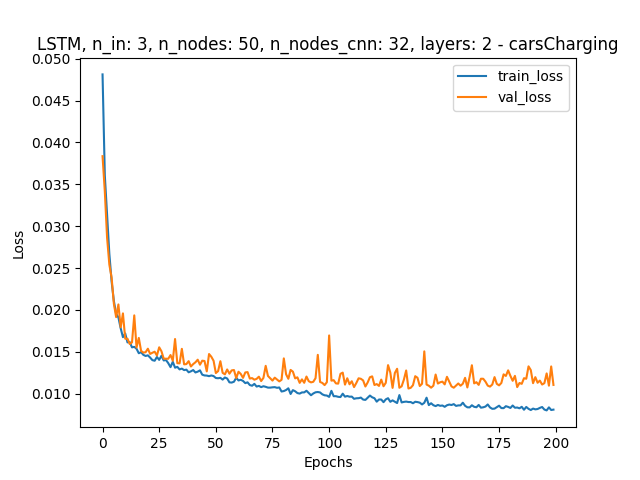 LSTM, n_in: 3, n_nodes: 50, n_nodes_cnn: 32, layers: 2 - carsCharging
train_loss
val_loss
0.050
0.045
0.040
0.035
0.030
0.025
0.020
0.015
0.010
Loss
0 25 50 75 100 125 150 175 200
Epochs